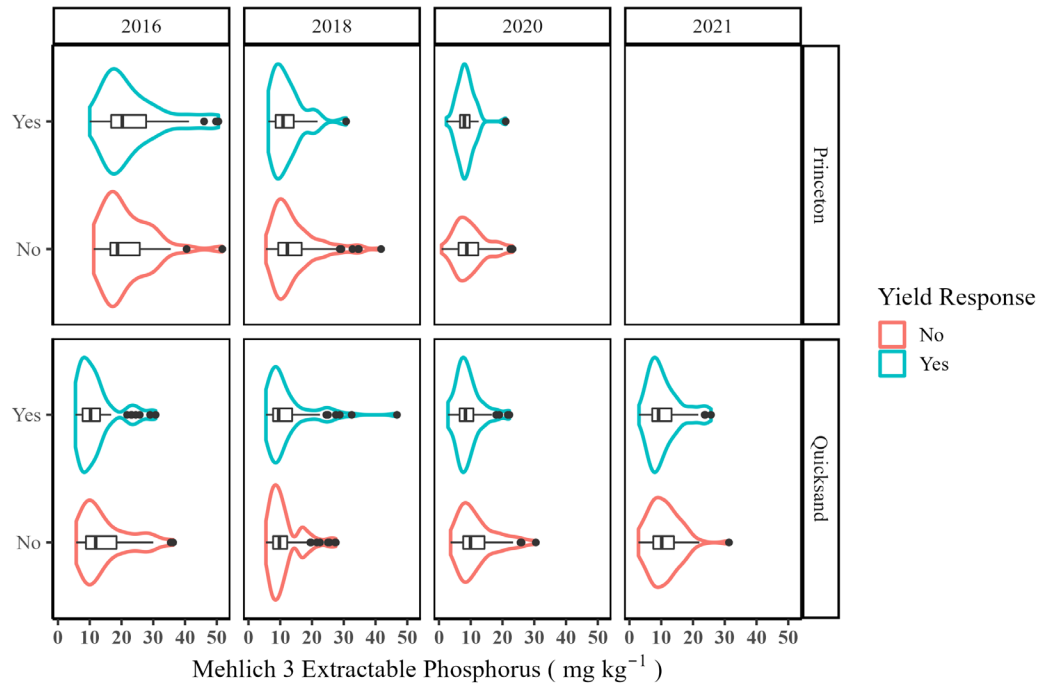 2016 2018 2020 2021
Yes
No
Princeton
Yes
No
Quicksand
0 10 20 30 40 50 0 10 20 30 40 50 0 10 20 30 40 50 0 10 20 30 40 50
Mehlich 3 Extractable Phosphorus ( mg kg⁻¹ )
Yield Response
No
Yes